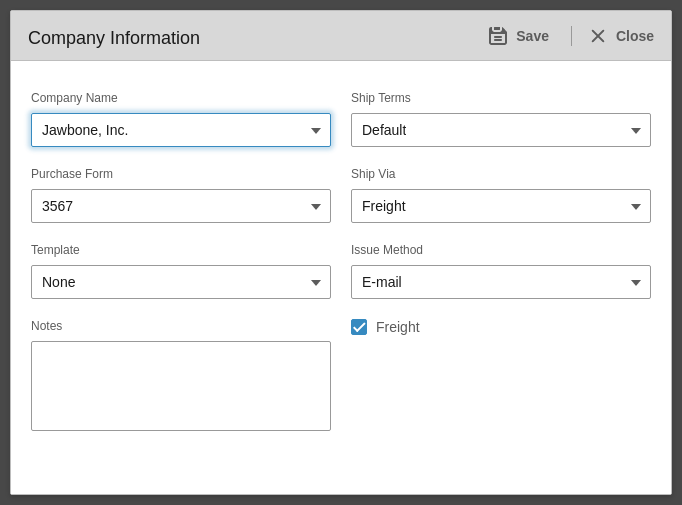 Company Information
Save
Close
Company Name
Ship Terms
Jawbone, Inc.
Default
Purchase Form
Ship Via
3567
Freight
Template
Issue Method
None
E-mail
Notes
Freight